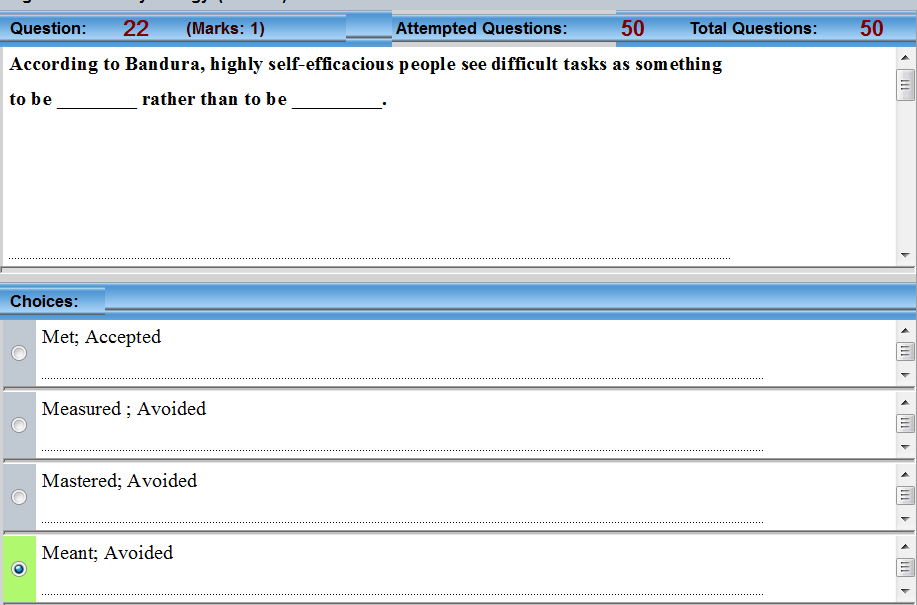 Question: 22 (Marks: 1) Attempted Questions: 50 Total Questions: 50
According to Bandura, highly self-efficacious people see difficult tasks as something
to be ________ rather than to be _________.
Choices:
Met; Accepted
Measured ; Avoided
Mastered; Avoided
Meant; Avoided